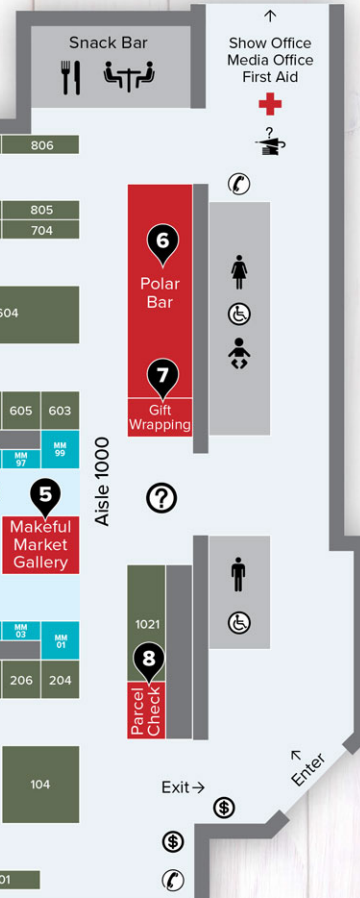 Snack Bar
Show Office
Media Office
First Aid
?
806
805
704
604
6
Polar
Bar
7
Gift
Wrapping
605
603
MM
97
MM
99
5
Makeful
Market
Gallery
Aisle 1000
?
MM
03
MM
01
206
204
1021
8
Parcel
Check
104
Exit →
Enter
$
$
01